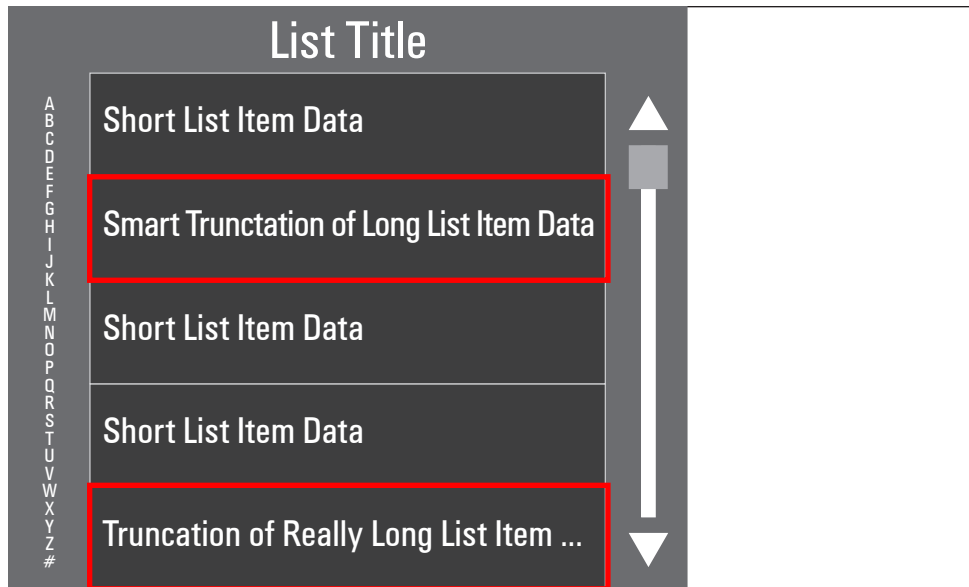 List Title
A
B
C
D
E
F
G
H
I
J
K
L
M
N
O
P
Q
R
S
T
U
V
W
X
Y
Z
#
Short List Item Data
Smart Trunctation of Long List Item Data
Short List Item Data
Short List Item Data
Truncation of Really Long List Item ...